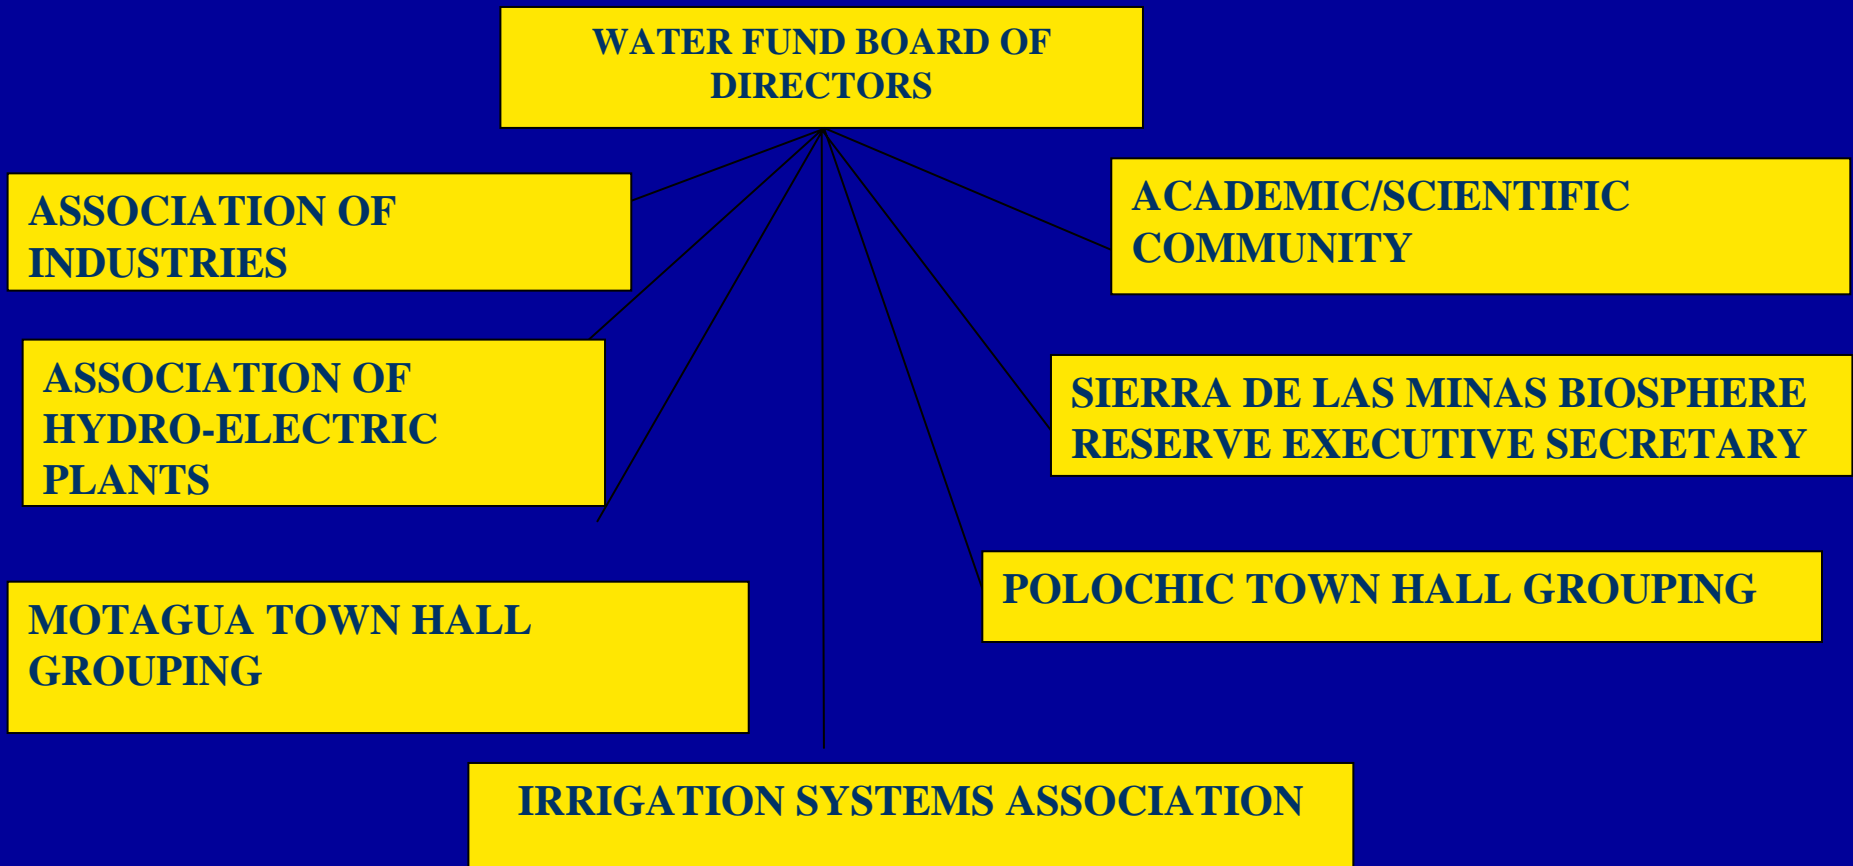 WATER FUND BOARD OF
DIRECTORS
ASSOCIATION OF
INDUSTRIES
ACADEMIC/SCIENTIFIC
COMMUNITY
ASSOCIATION OF
HYDRO-ELECTRIC
PLANTS
SIERRA DE LAS MINAS BIOSPHERE
RESERVE EXECUTIVE SECRETARY
MOTAGUA TOWN HALL
GROUPING
POLOCHIC TOWN HALL GROUPING
IRRIGATION SYSTEMS ASSOCIATION